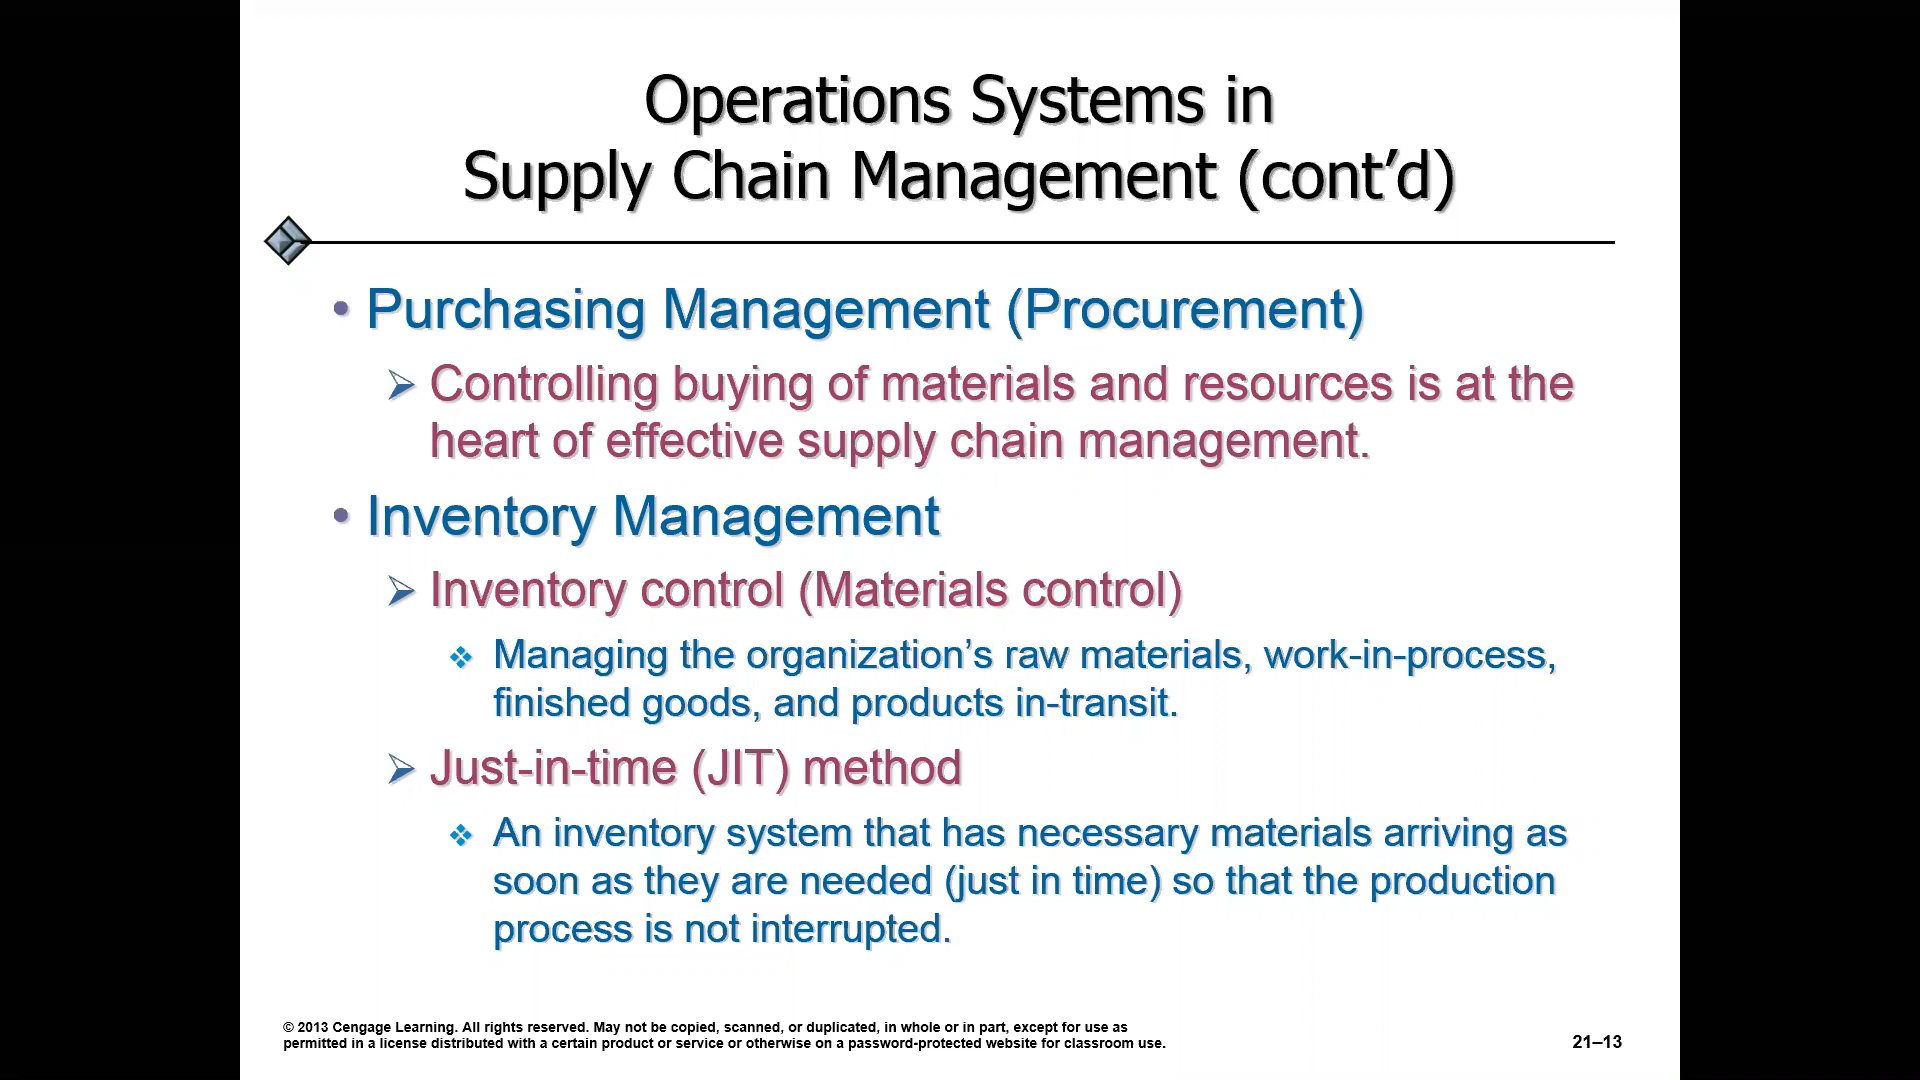 Operations Systems in
Supply Chain Management (cont’d)
• Purchasing Management (Procurement)
➢ Controlling buying of materials and resources is at the
heart of effective supply chain management.
• Inventory Management
➢ Inventory control (Materials control)
❖ Managing the organization’s raw materials, work-in-process,
finished goods, and products in-transit.
➢ Just-in-time (JIT) method
❖ An inventory system that has necessary materials arriving as
soon as they are needed (just in time) so that the production
process is not interrupted.
© 2013 Cengage Learning. All rights reserved. May not be copied, scanned, or duplicated, in whole or in part, except for use as
permitted in a license distributed with a certain product or service or otherwise on a password-protected website for classroom use.
21–13